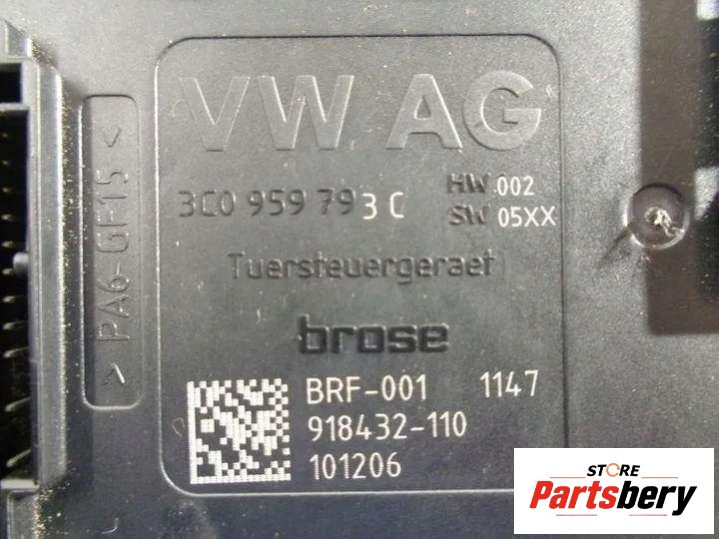 VW AG
3C0 959 793 C
HW 002
SW 05XX
Tuersteuergeraet
brose
BRF-001 1147
918432-110
101206
> PA6-GF15 <
STORE
Partsbery